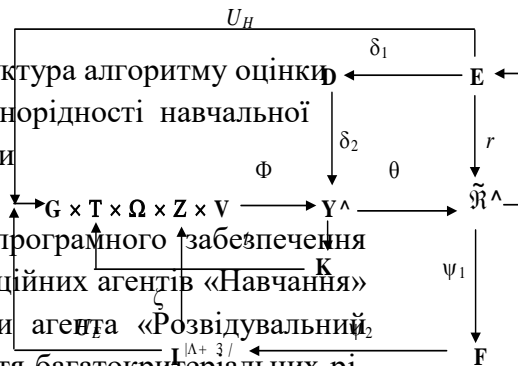 U_H
δ₁
ктура алгоритму оцінки D E
норідності навчальної
и δ₂ r
Φ θ
G × T × Ω × Z × V Y^ ℜ̃^
програмного забезпечення
K
ційних агентів «Навчання» ψ₁
ζ
и агента «Розвідувальний
L F
тя багатокритеріальних рі